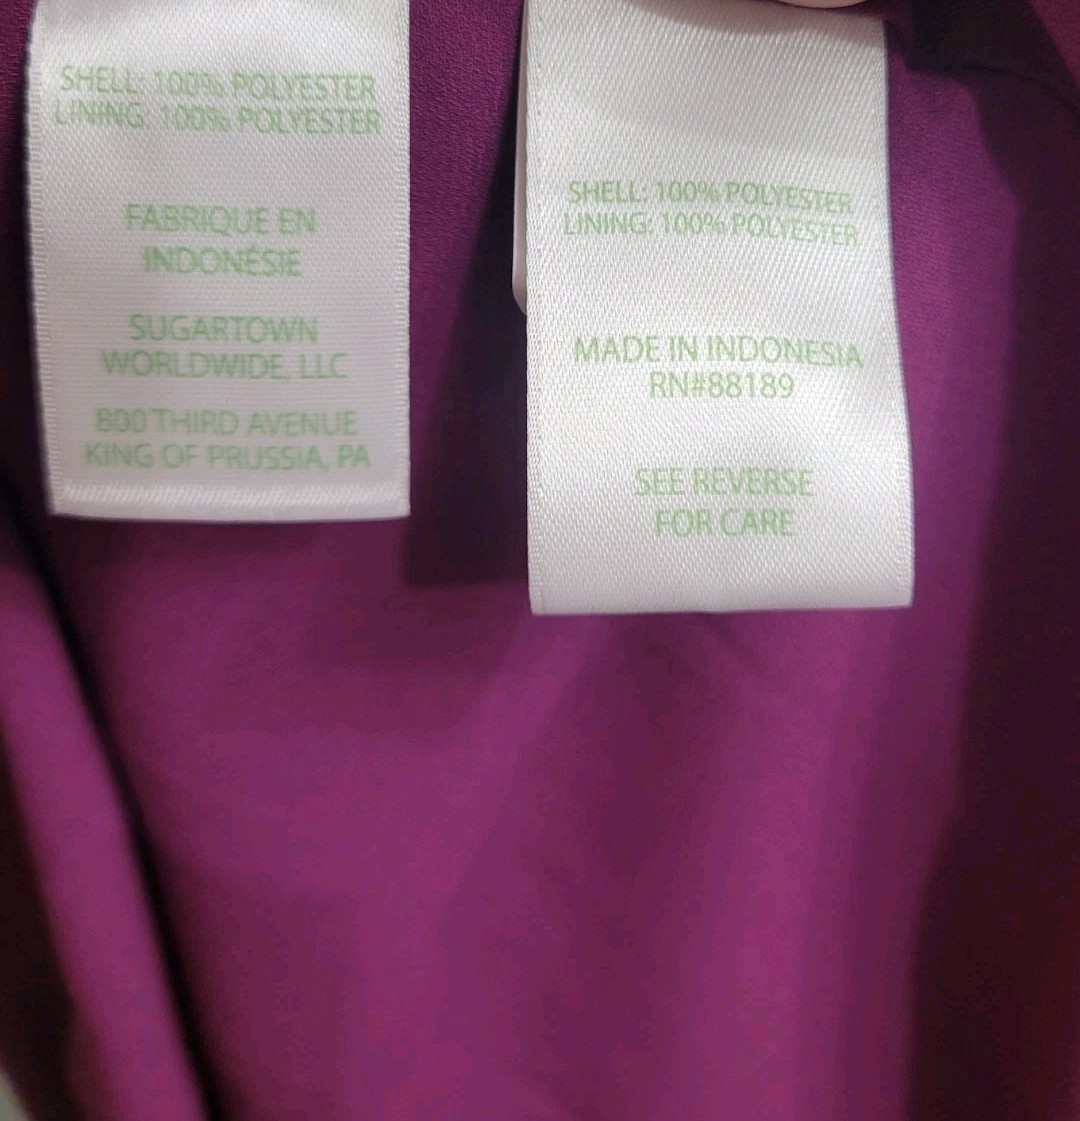 SHELL: 100% POLYESTER
LINING: 100% POLYESTER
FABRIQUE EN
INDONÉSIE
SUGARTOWN
WORLDWIDE, LLC
800 THIRD AVENUE
KING OF PRUSSIA, PA
SHELL: 100% POLYESTER
LINING: 100% POLYESTER
MADE IN INDONESIA
RN#88189
SEE REVERSE
FOR CARE